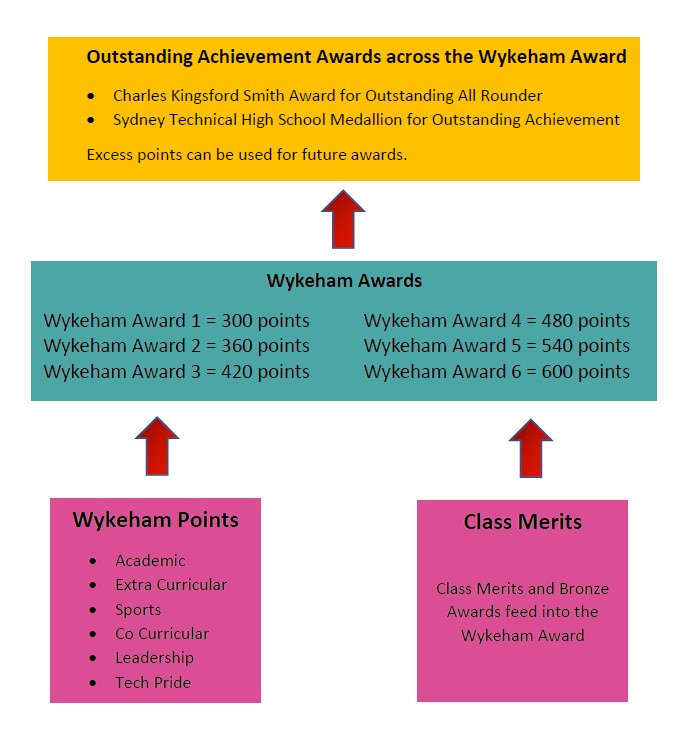 Outstanding Achievement Awards across the Wykeham Award
• Charles Kingsford Smith Award for Outstanding All Rounder
• Sydney Technical High School Medallion for Outstanding Achievement
Excess points can be used for future awards.
Wykeham Awards
Wykeham Award 1 = 300 points
Wykeham Award 2 = 360 points
Wykeham Award 3 = 420 points
Wykeham Award 4 = 480 points
Wykeham Award 5 = 540 points
Wykeham Award 6 = 600 points
Wykeham Points
• Academic
• Extra Curricular
• Sports
• Co Curricular
• Leadership
• Tech Pride
Class Merits
Class Merits and Bronze
Awards feed into the
Wykeham Award